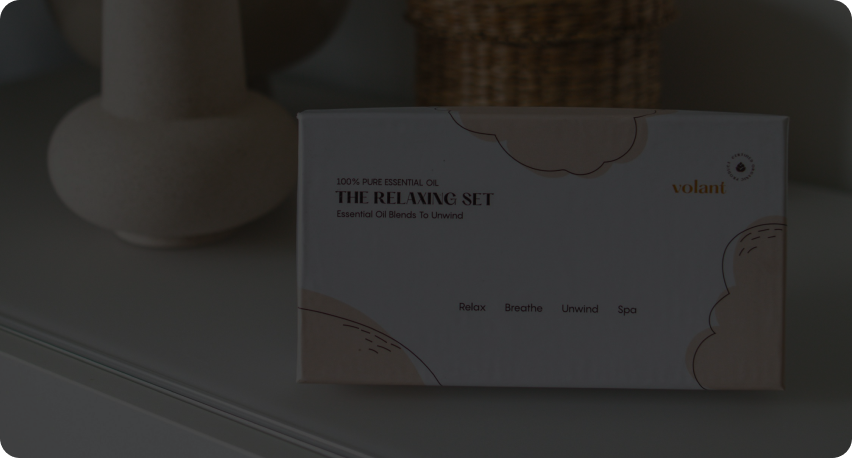 100% PURE ESSENTIAL OIL
THE RELAXING SET
Essential Oil Blends To Unwind
volant
Relax Breathe Unwind Spa